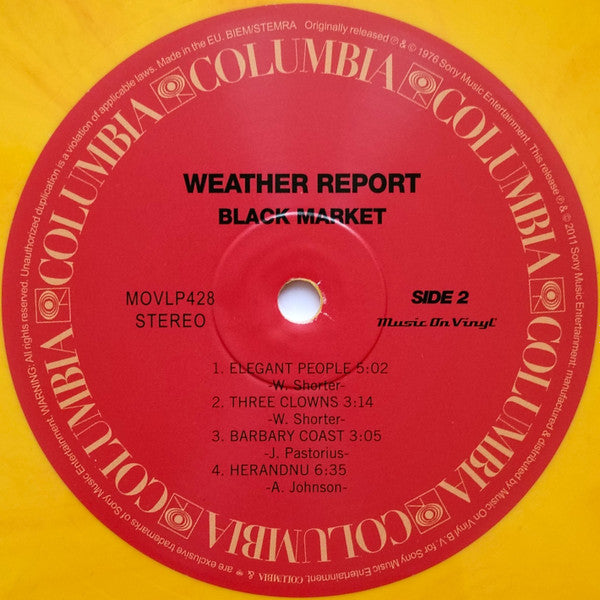 WEATHER REPORT
BLACK MARKET
MOVLP428
STEREO
SIDE 2
Music On Vinyl
1. ELEGANT PEOPLE 5:02
-W. Shorter-
2. THREE CLOWNS 3:14
-W. Shorter-
3. BARBARY COAST 3:05
-J. Pastorius-
4. HERANDNU 6:35
-A. Johnson-
COLUMBIA
COLUMBIA
COLUMBIA
COLUMBIA
COLUMBIA
COLUMBIA
COLUMBIA
Made in the EU. BIEM/STEMRA Originally released ℗ & © 1976 Sony Music Entertainment. This release ℗ & © 2011 Sony Music Entertainment. manufactured & distributed by Music On Vinyl B.V. for Sony Music Entertainment. COLUMBIA & are exclusive trademarks of Sony Music Entertainment. WARNING: All rights reserved. Unauthorized duplication is a violation of applicable laws.